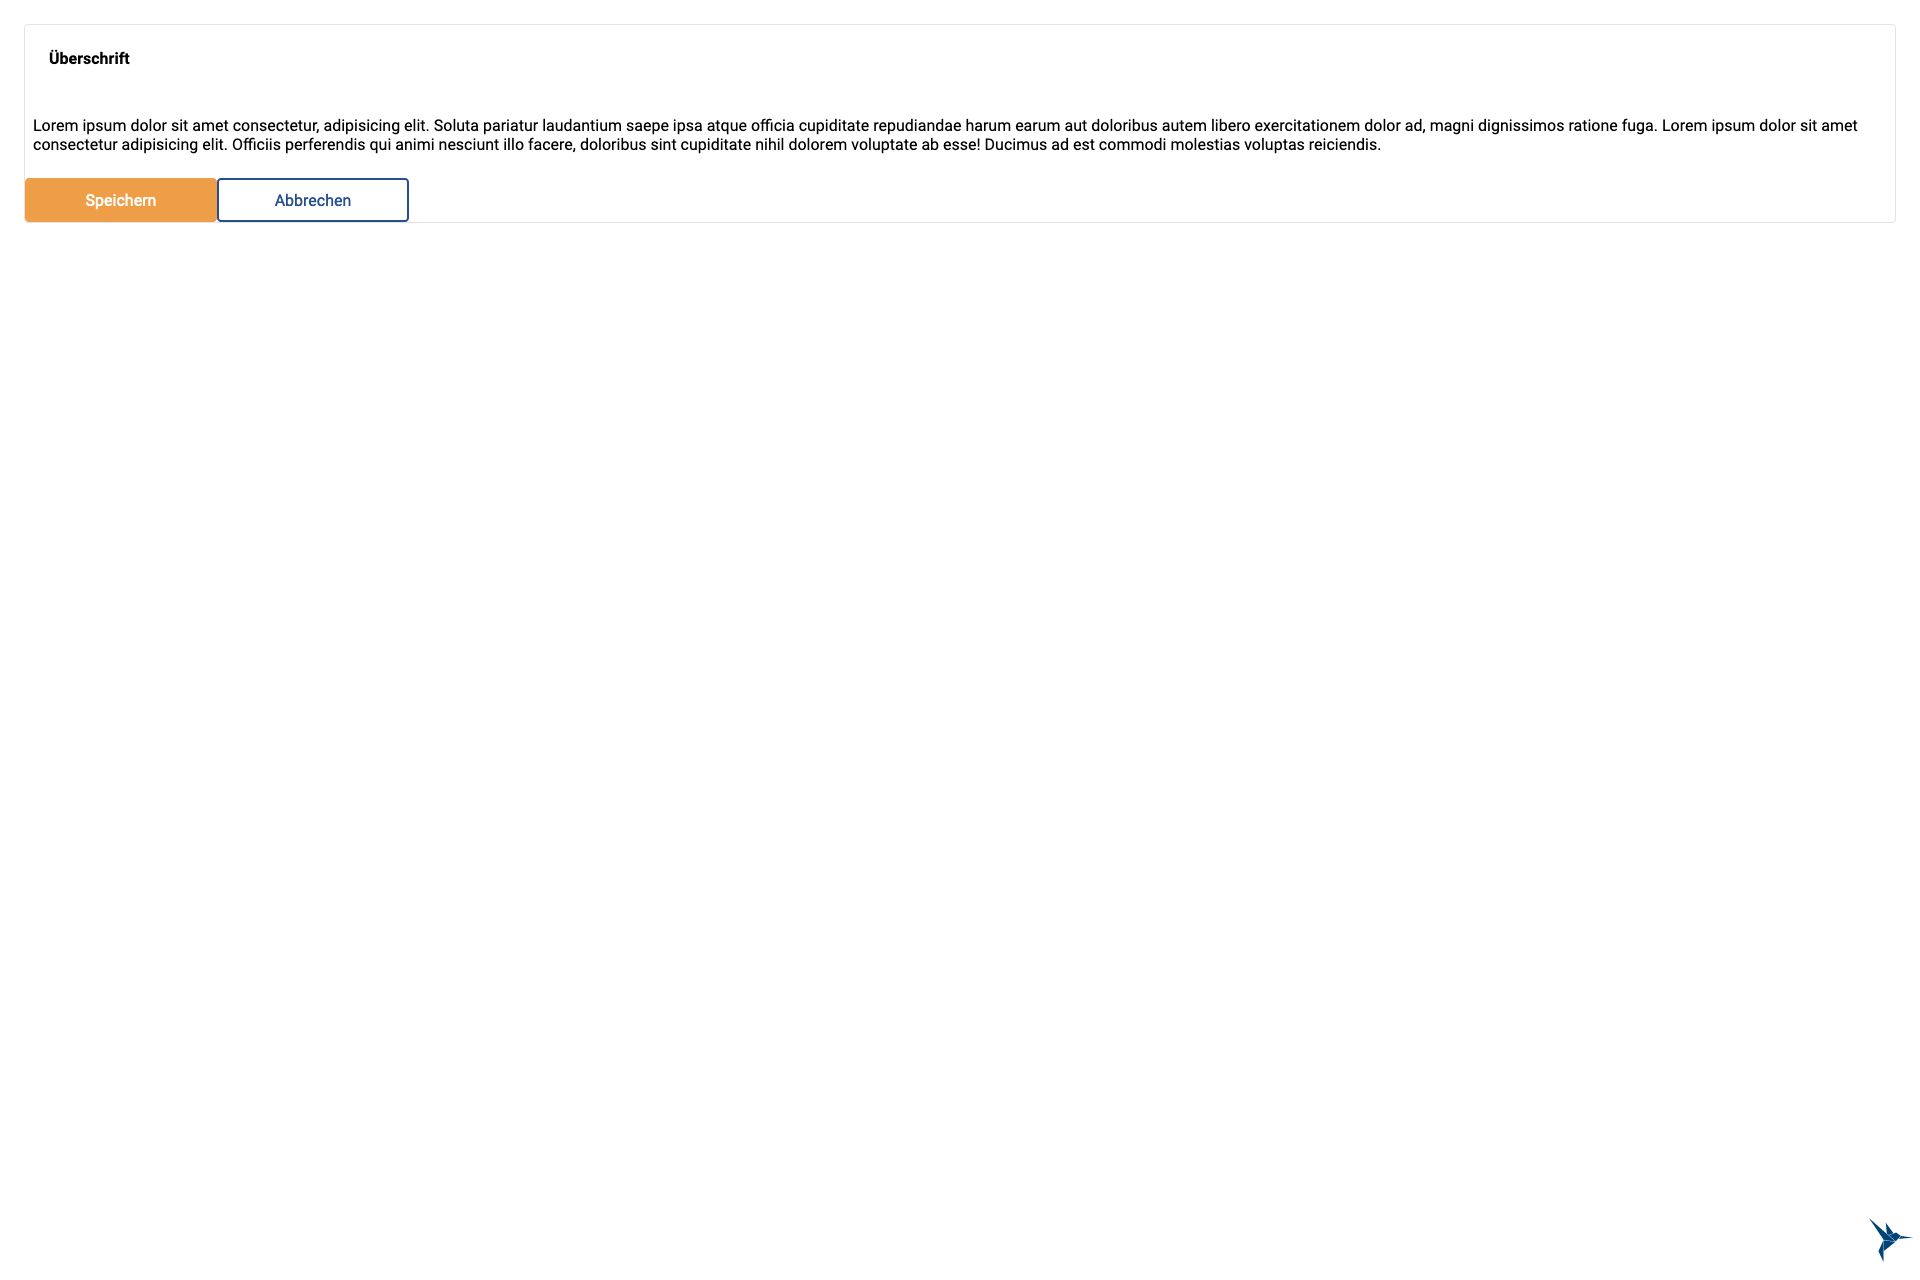 Überschrift
Lorem ipsum dolor sit amet consectetur, adipisicing elit. Soluta pariatur laudantium saepe ipsa atque officia cupiditate repudiandae harum earum aut doloribus autem libero exercitationem dolor ad, magni dignissimos ratione fuga. Lorem ipsum dolor sit amet
consectetur adipisicing elit. Officiis perferendis qui animi nesciunt illo facere, doloribus sint cupiditate nihil dolorem voluptate ab esse! Ducimus ad est commodi molestias voluptas reiciendis.
Speichern Abbrechen